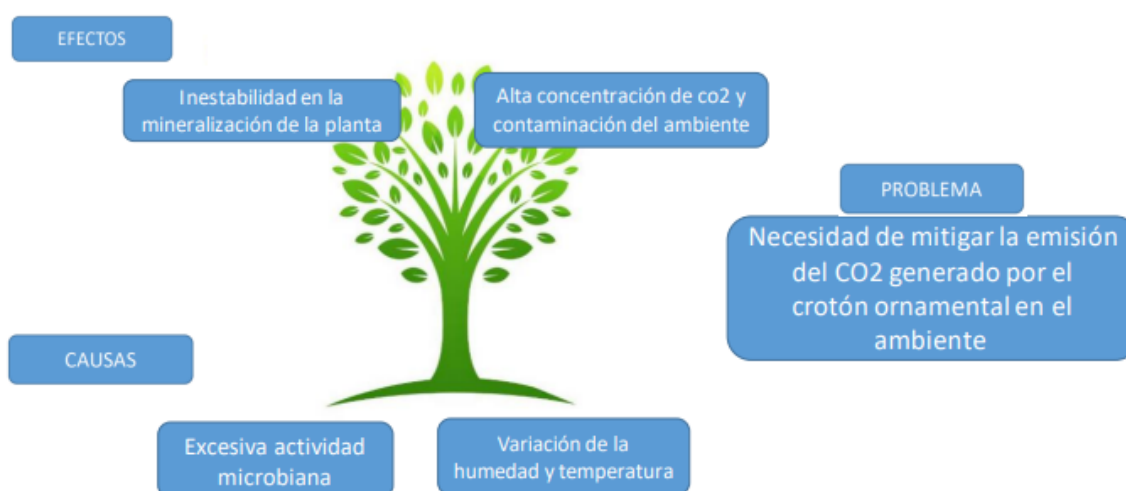 EFECTOS
Inestabilidad en la
mineralización de la planta
Alta concentración de co2 y
contaminación del ambiente
PROBLEMA
Necesidad de mitigar la emisión
del CO2 generado por el
crotón ornamental en el
ambiente
CAUSAS
Excesiva actividad
microbiana
Variación de la
humedad y temperatura